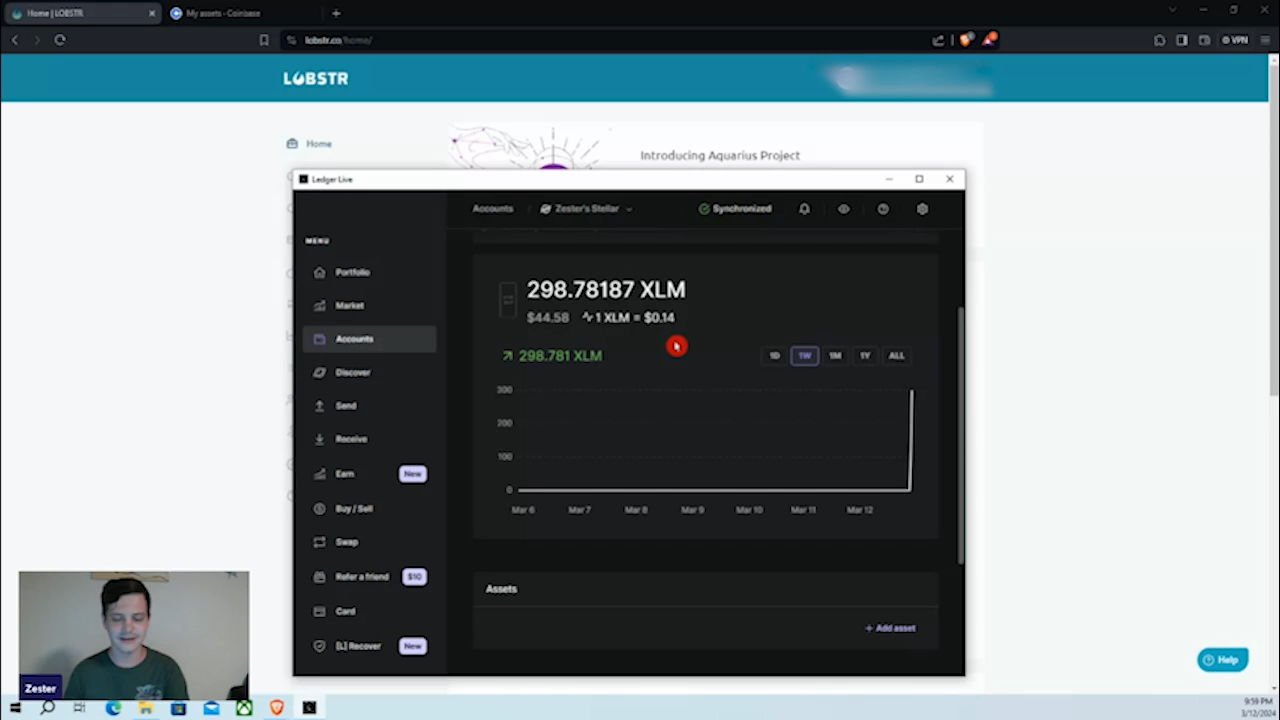 Home | LOBSTR
My assets - Coinbase
lobstr.co/home/
VPN
LOBSTR
Home
Introducing Aquarius Project
Ledger Live
Accounts
Zester's Stellar
Synchronized
MENU
Portfolio
Market
Accounts
Discover
Send
Receive
Earn
New
Buy / Sell
Swap
Refer a friend
$10
Card
[L] Recover
New
298.78187 XLM
$44.58
1 XLM = $0.14
298.781 XLM
1D
1W
1M
1Y
ALL
300
200
100
0
Mar 6
Mar 7
Mar 8
Mar 9
Mar 10
Mar 11
Mar 12
Assets
+ Add asset
Help
Zester
9:59 PM
3/12/2024